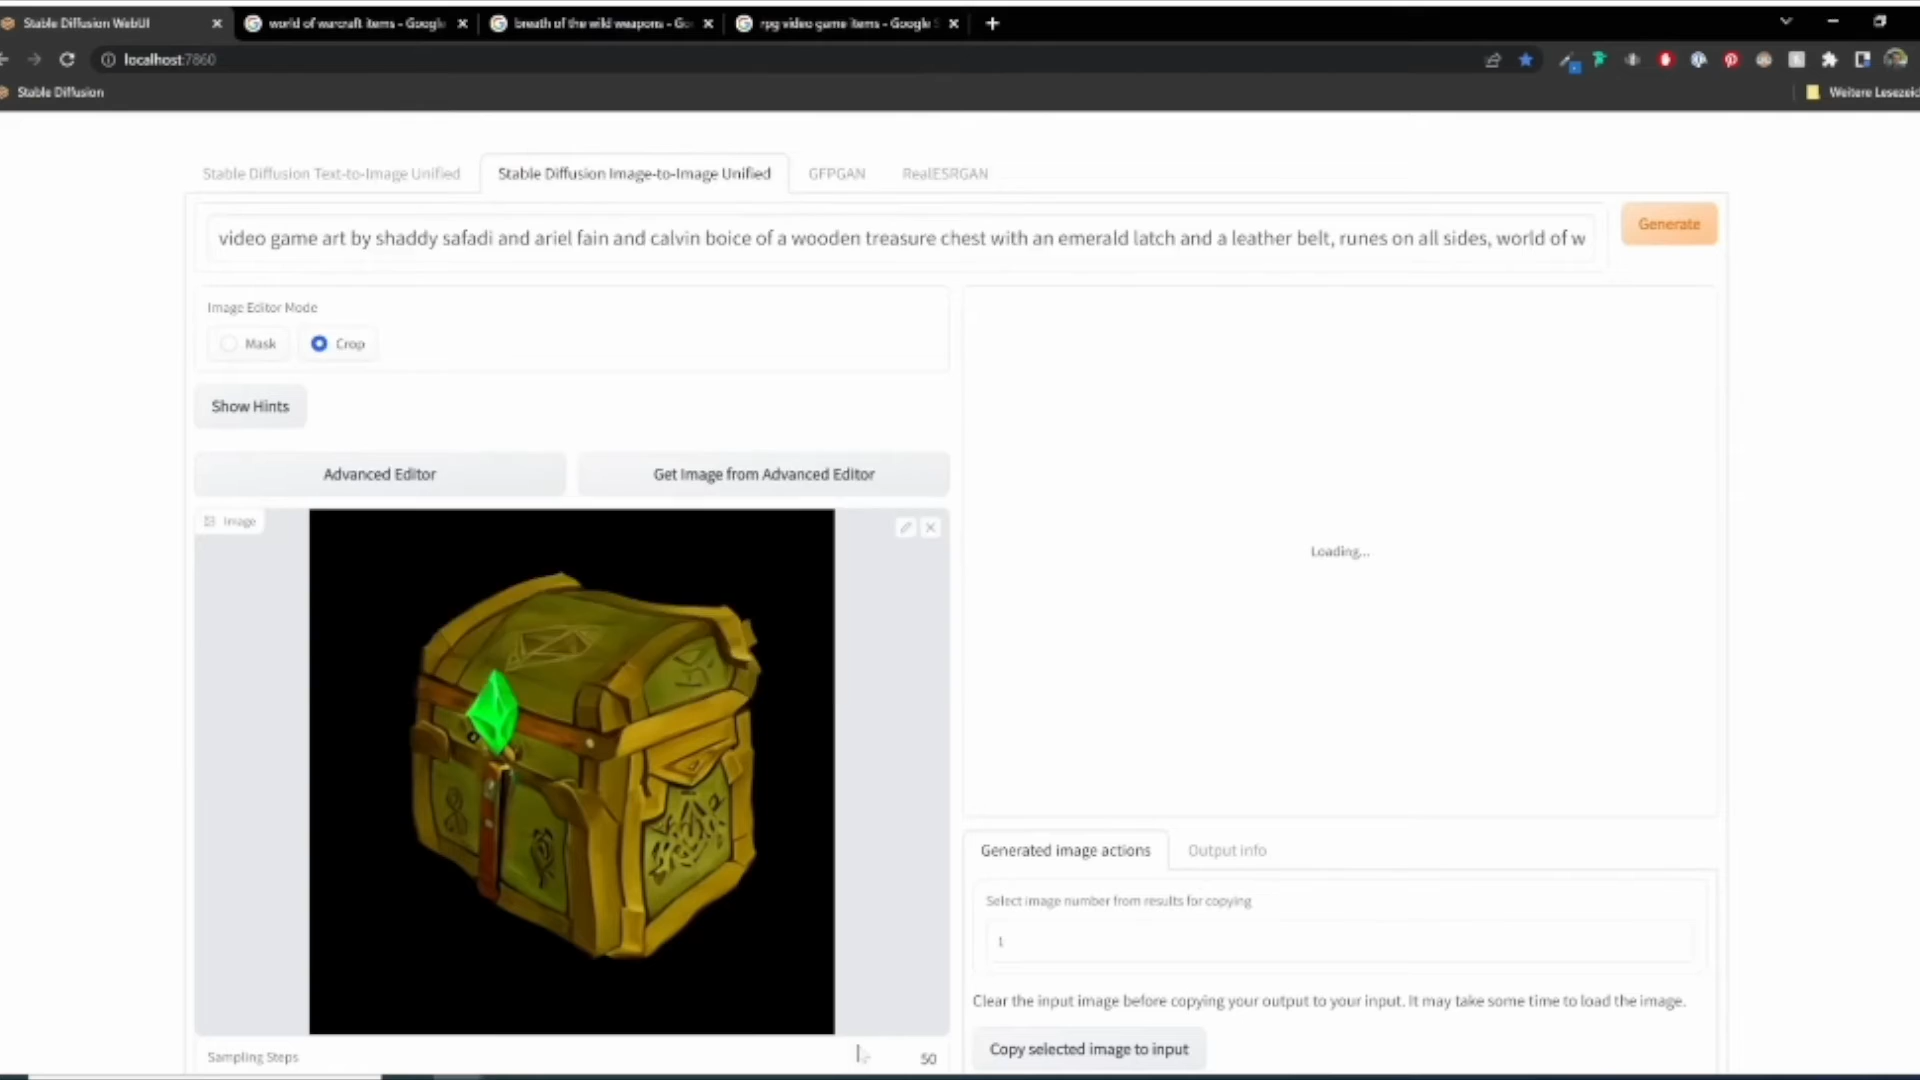 Stable Diffusion WebUI
world of warcraft items - Googl
breath of the wild weapons - Go
rpg video game items - Google S
localhost:7860
Stable Diffusion
Weitere Lesezeic
Stable Diffusion Text-to-Image Unified
Stable Diffusion Image-to-Image Unified
GFPGAN
RealESRGAN
video game art by shaddy safadi and ariel fain and calvin boice of a wooden treasure chest with an emerald latch and a leather belt, runes on all sides, world of w
Generate
Image Editor Mode
Mask
Crop
Show Hints
Advanced Editor
Get Image from Advanced Editor
Image
Loading...
Generated image actions
Output info
Select image number from results for copying
1
Clear the input image before copying your output to your input. It may take some time to load the image.
Copy selected image to input
Sampling Steps
50